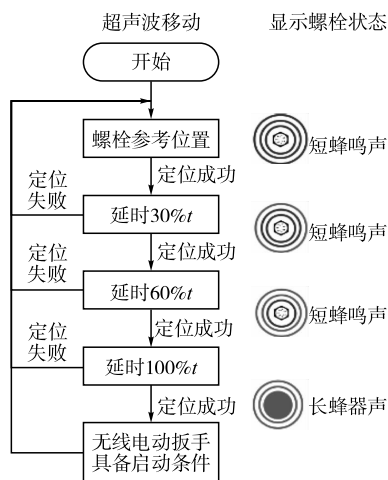 超声波移动 显示螺栓状态
开始
螺栓参考位置
短蜂鸣声
定位成功
定位
失败
延时30%t
短蜂鸣声
定位成功
定位
失败
延时60%t
短蜂鸣声
定位成功
定位
失败
延时100%t
定位成功
长蜂器声
无线电动扳手
具备启动条件